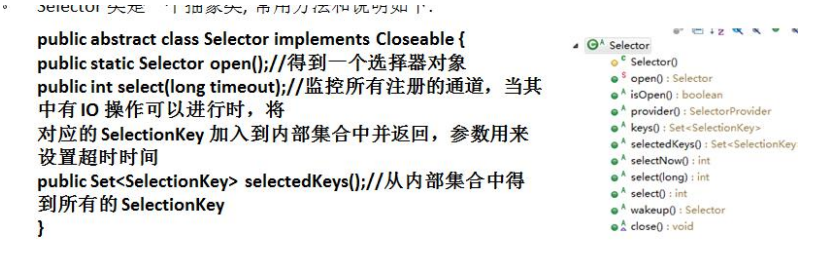 Selector 类是一个抽象类, 常用方法和说明如下:
public abstract class Selector implements Closeable {
public static Selector open();//得到一个选择器对象
public int select(long timeout);//监控所有注册的通道，当其
中有 IO 操作可以进行时，将
对应的 SelectionKey 加入到内部集合中并返回，参数用来
设置超时时间
public Set<SelectionKey> selectedKeys();//从内部集合中得
到所有的 SelectionKey
}
Selector
Selector()
open() : Selector
isOpen() : boolean
provider() : SelectorProvider
keys() : Set<SelectionKey>
selectedKeys() : Set<SelectionKey
selectNow() : int
select(long) : int
select() : int
wakeup() : Selector
close() : void